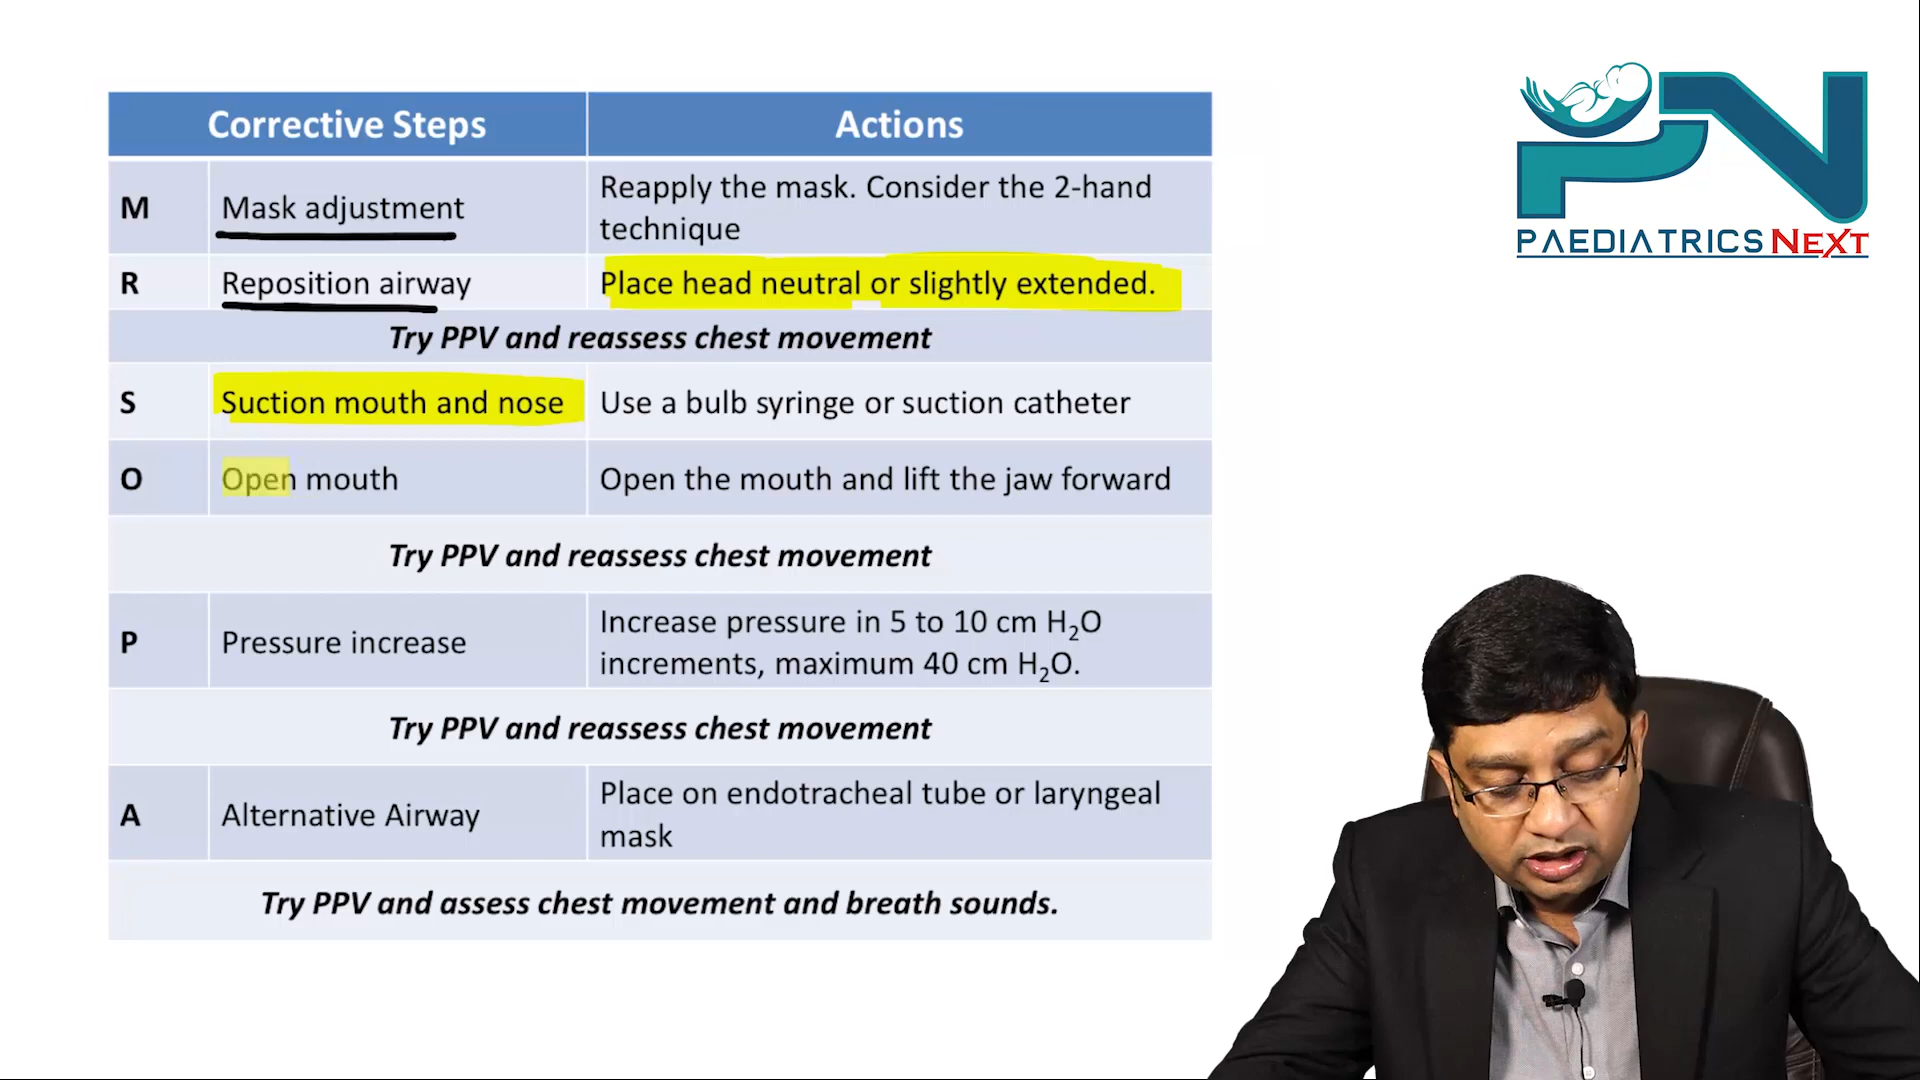 Corrective Steps Actions
M Mask adjustment Reapply the mask. Consider the 2-hand
technique
R Reposition airway Place head neutral or slightly extended.
Try PPV and reassess chest movement
S Suction mouth and nose Use a bulb syringe or suction catheter
O Open mouth Open the mouth and lift the jaw forward
Try PPV and reassess chest movement
P Pressure increase Increase pressure in 5 to 10 cm H₂O
increments, maximum 40 cm H₂O.
Try PPV and reassess chest movement
A Alternative Airway Place on endotracheal tube or laryngeal
mask
Try PPV and assess chest movement and breath sounds.
PN
PAEDIATRICS NEXT